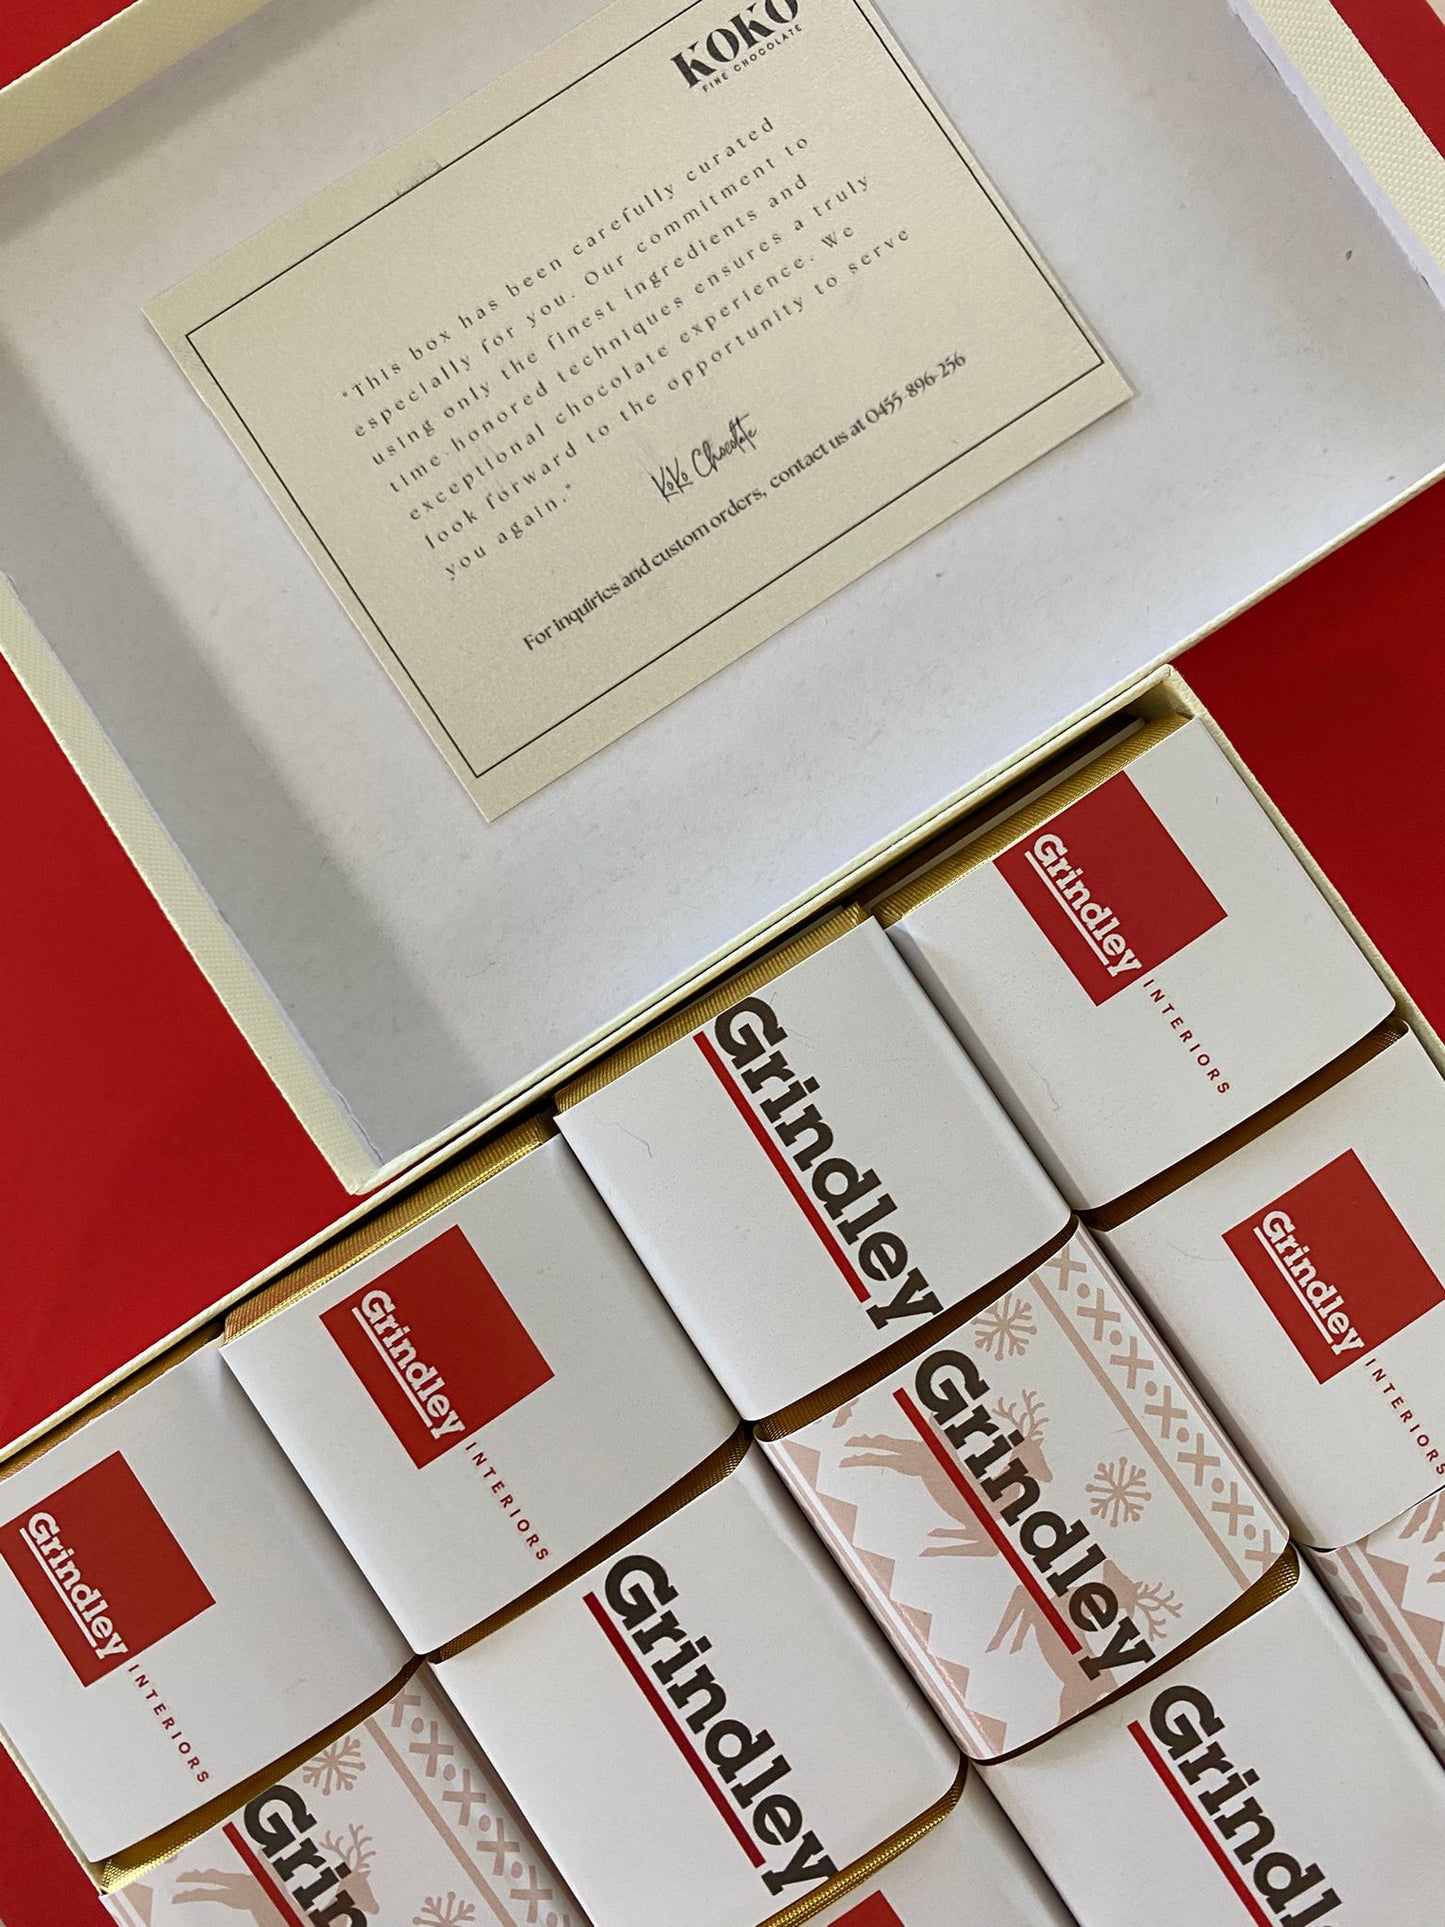 KOKO
FINE CHOCOLATE
"This box has been carefully curated
especially for you. Our commitment to
using only the finest ingredients and
time-honored techniques ensures a truly
exceptional chocolate experience. We
look forward to the opportunity to serve
you again."
KoKo Chocolate
For inquiries and custom orders, contact us at 0455-896-256
Grindley
INTERIORS
Grindley
Grindley
INTERIORS
Grindley
INTERIORS
Grindley
INTERIORS
Grindley
Grindley
Grindl
Grin